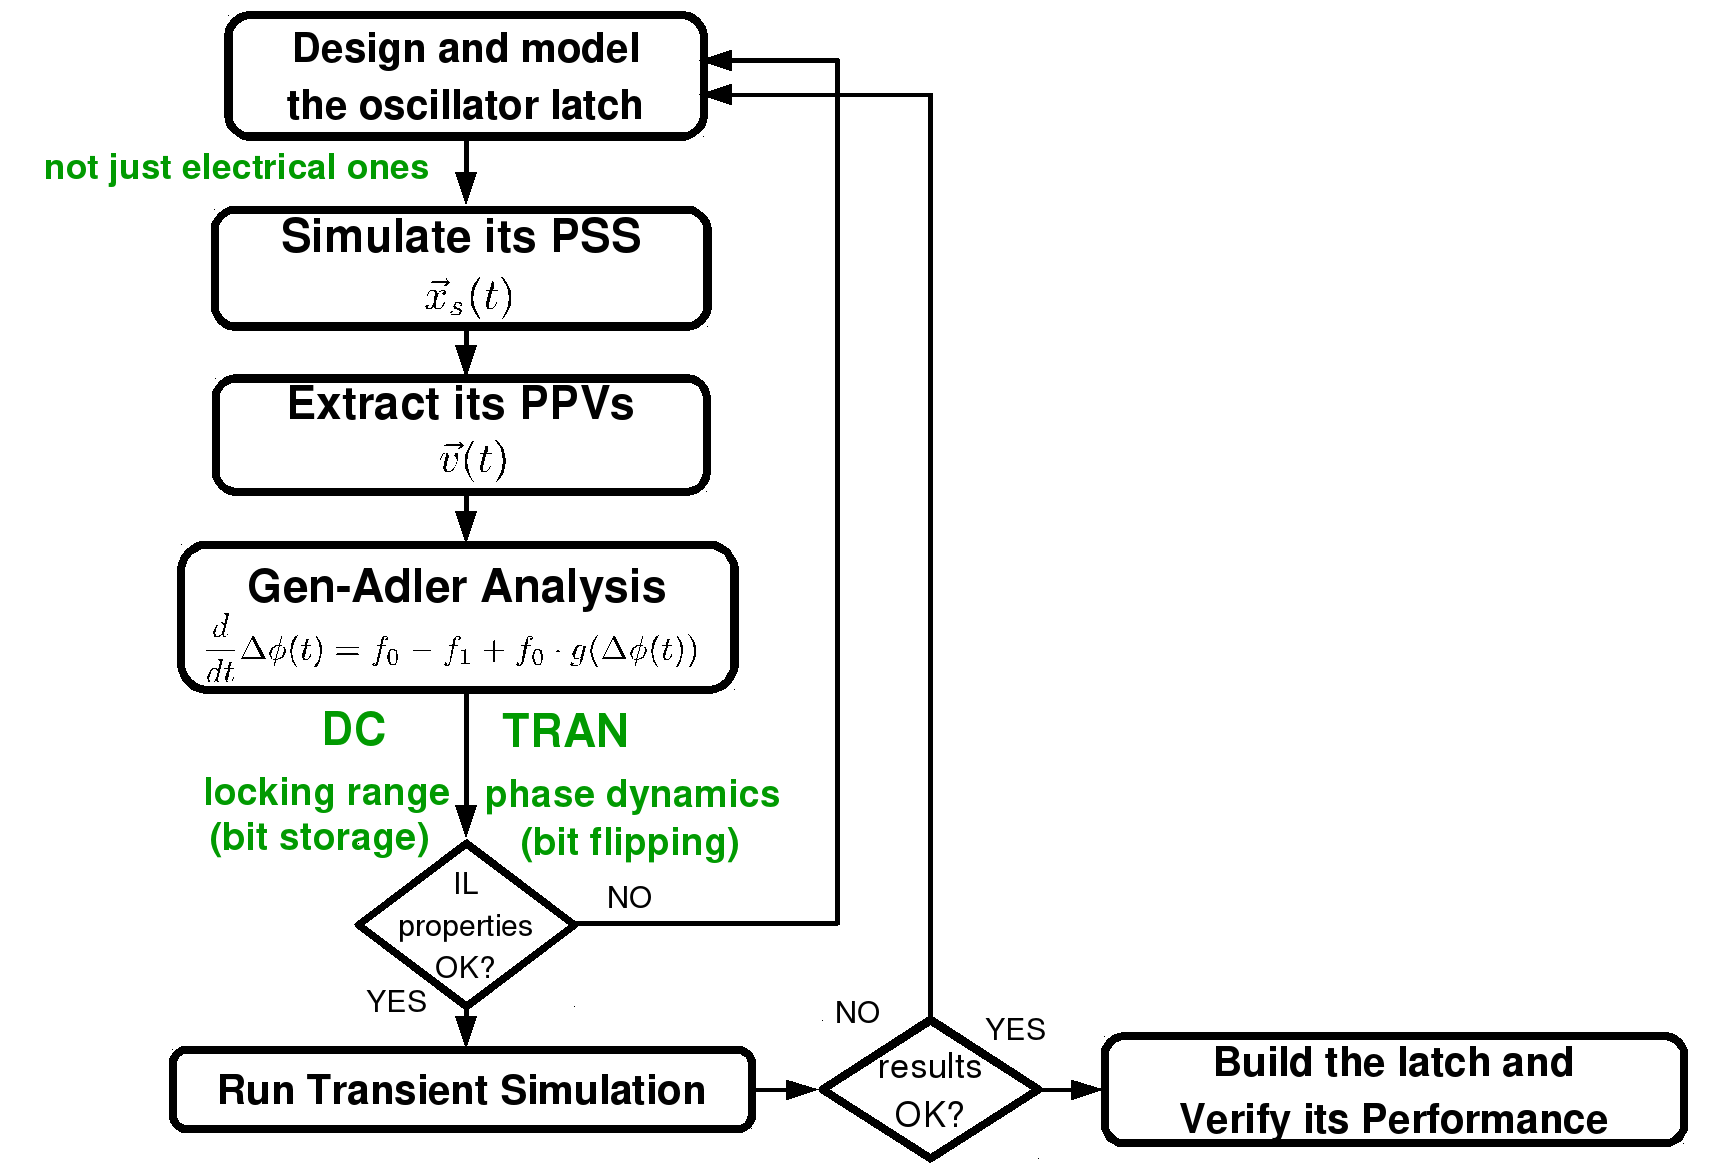 Design and model
the oscillator latch
not just electrical ones
Simulate its PSS
$\vec{x}_s(t)$
Extract its PPVs
$\vec{v}(t)$
Gen-Adler Analysis
$\frac{d}{dt}\Delta\phi(t) = f_0 - f_1 + f_0 \cdot g(\Delta\phi(t))$
DC
TRAN
locking range
(bit storage)
phase dynamics
(bit flipping)
IL
properties
OK?
NO
YES
Run Transient Simulation
results
OK?
NO
YES
Build the latch and
Verify its Performance